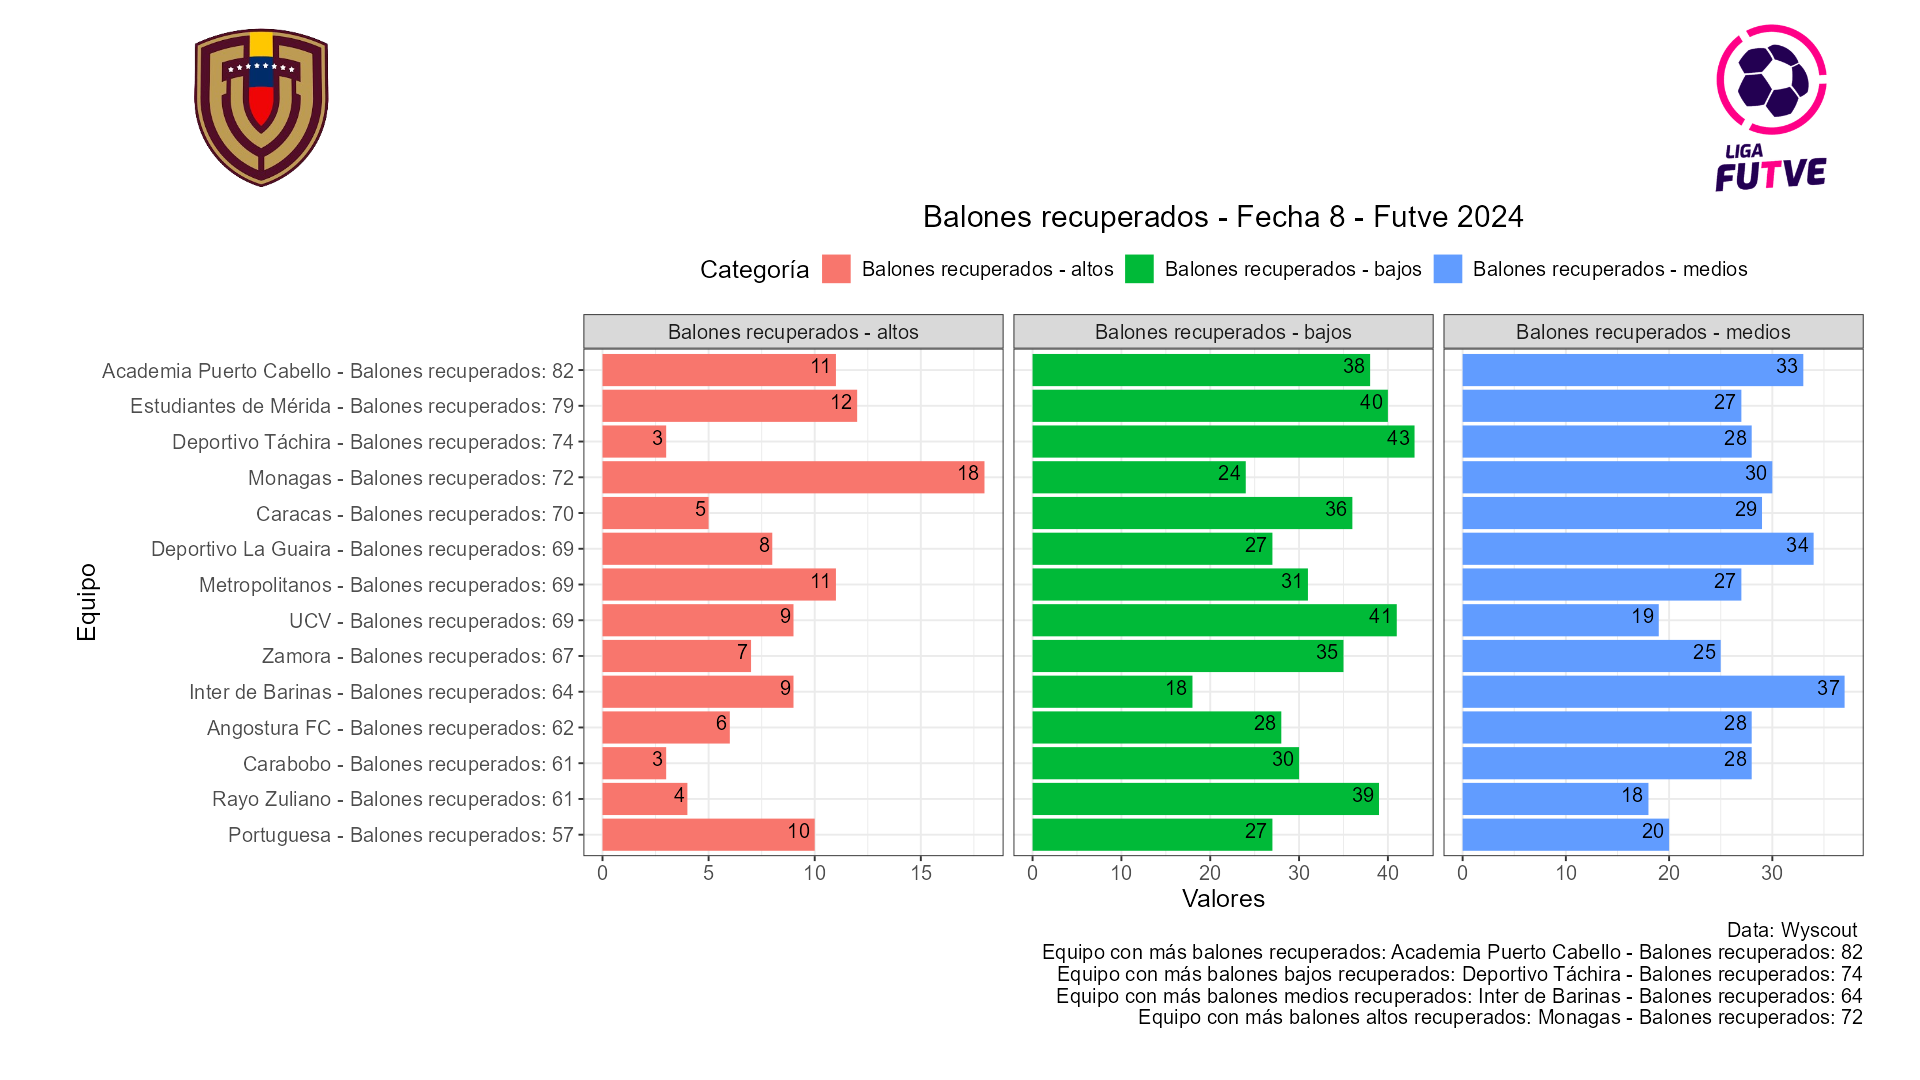 LIGA
FUTVE
Balones recuperados - Fecha 8 - Futve 2024
Categoría Balones recuperados - altos Balones recuperados - bajos Balones recuperados - medios
Balones recuperados - altos Balones recuperados - bajos Balones recuperados - medios
Academia Puerto Cabello - Balones recuperados: 82 11 38 33
Estudiantes de Mérida - Balones recuperados: 79 12 40 27
Deportivo Táchira - Balones recuperados: 74 3 43 28
Monagas - Balones recuperados: 72 18 24 30
Caracas - Balones recuperados: 70 5 36 29
Deportivo La Guaira - Balones recuperados: 69 8 27 34
Metropolitanos - Balones recuperados: 69 11 31 27
UCV - Balones recuperados: 69 9 41 19
Zamora - Balones recuperados: 67 7 35 25
Inter de Barinas - Balones recuperados: 64 9 18 37
Angostura FC - Balones recuperados: 62 6 28 28
Carabobo - Balones recuperados: 61 3 30 28
Rayo Zuliano - Balones recuperados: 61 4 39 18
Portuguesa - Balones recuperados: 57 10 27 20
Equipo
0 5 10 15 0 10 20 30 40 0 10 20 30
Valores
Data: Wyscout
Equipo con más balones recuperados: Academia Puerto Cabello - Balones recuperados: 82
Equipo con más balones bajos recuperados: Deportivo Táchira - Balones recuperados: 74
Equipo con más balones medios recuperados: Inter de Barinas - Balones recuperados: 64
Equipo con más balones altos recuperados: Monagas - Balones recuperados: 72